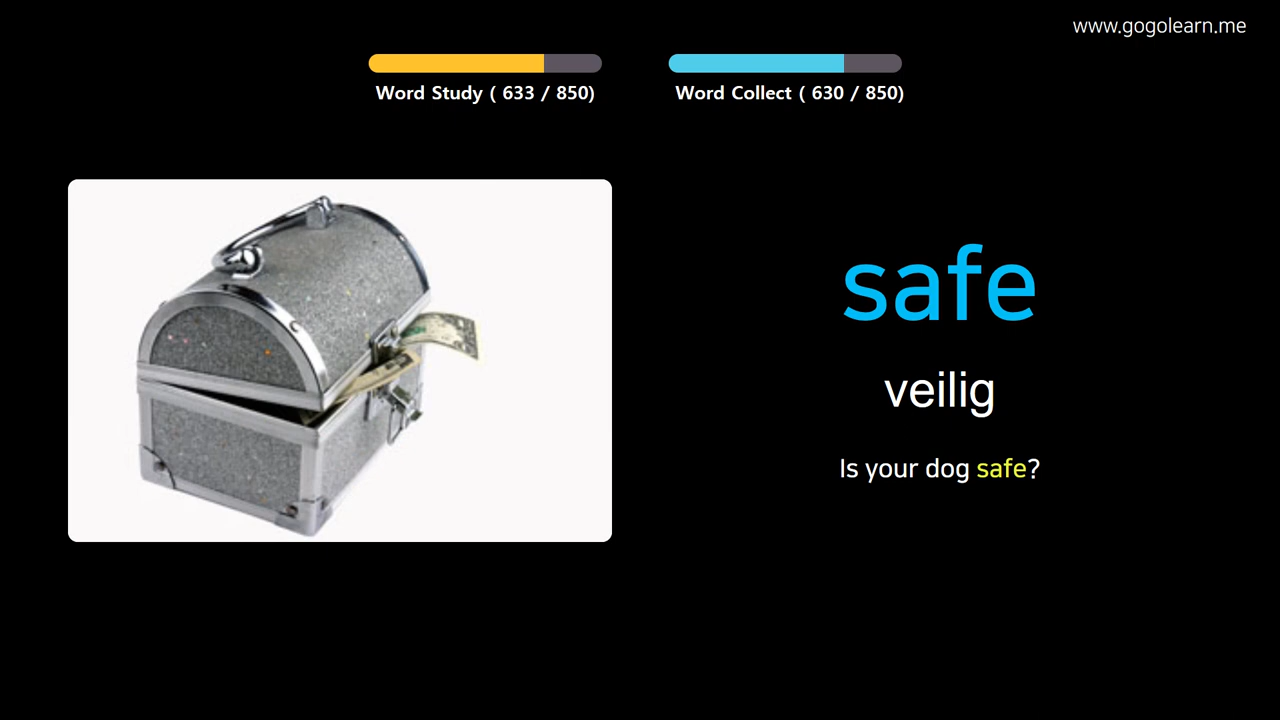 www.gogolearn.me
Word Study ( 633 / 850)
Word Collect ( 630 / 850)
safe
veilig
Is your dog safe?